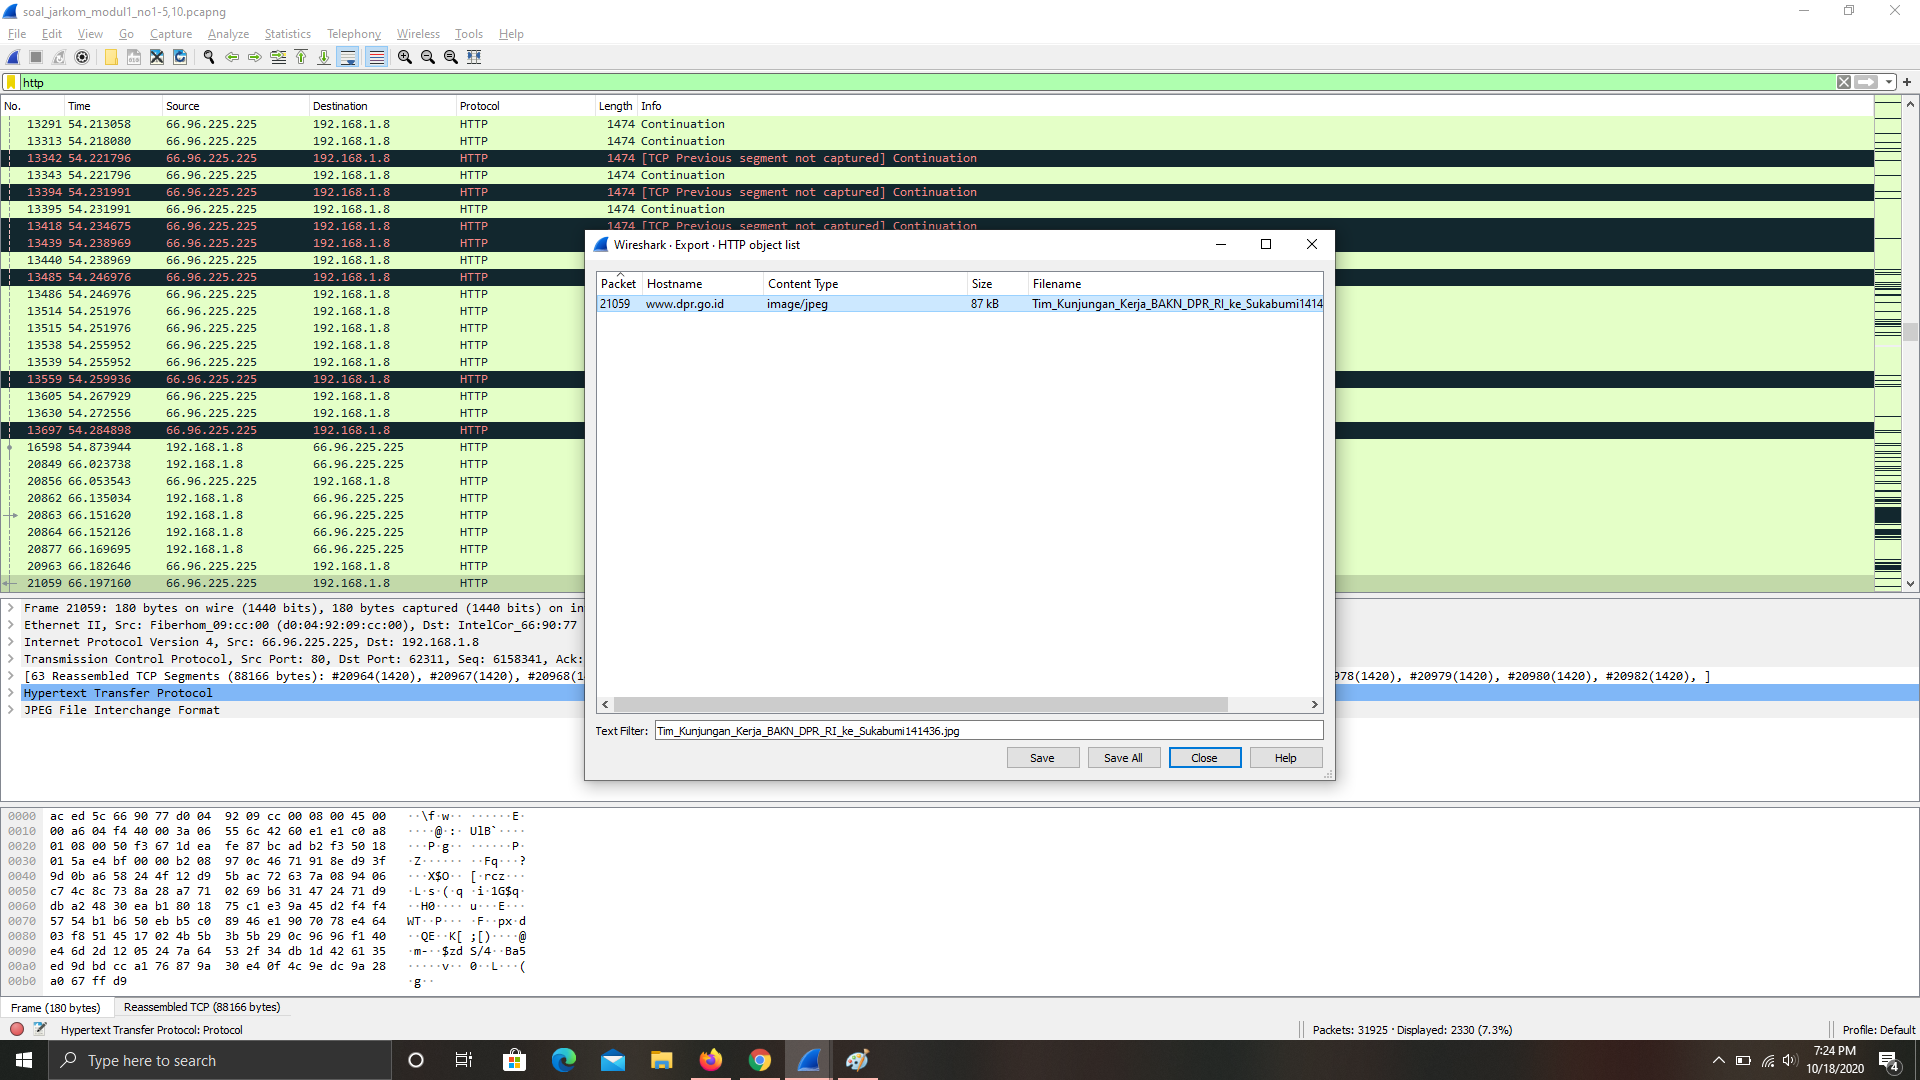 soal_jarkom_modul1_no1-5,10.pcapng
File Edit View Go Capture Analyze Statistics Telephony Wireless Tools Help
http
No. Time Source Destination Protocol Length Info
13291 54.213058 66.96.225.225 192.168.1.8 HTTP 1474 Continuation
13313 54.218080 66.96.225.225 192.168.1.8 HTTP 1474 Continuation
13342 54.221796 66.96.225.225 192.168.1.8 HTTP 1474 [TCP Previous segment not captured] Continuation
13343 54.221796 66.96.225.225 192.168.1.8 HTTP 1474 Continuation
13394 54.231991 66.96.225.225 192.168.1.8 HTTP 1474 [TCP Previous segment not captured] Continuation
13395 54.231991 66.96.225.225 192.168.1.8 HTTP 1474 Continuation
13418 54.234675 66.96.225.225 192.168.1.8 HTTP 1474 [TCP Previous segment not captured] Continuation
13439 54.238969 66.96.225.225 192.168.1.8 HTTP
13440 54.238969 66.96.225.225 192.168.1.8 HTTP
13485 54.246976 66.96.225.225 192.168.1.8 HTTP
13486 54.246976 66.96.225.225 192.168.1.8 HTTP
13514 54.251976 66.96.225.225 192.168.1.8 HTTP
13515 54.251976 66.96.225.225 192.168.1.8 HTTP
13538 54.255952 66.96.225.225 192.168.1.8 HTTP
13539 54.255952 66.96.225.225 192.168.1.8 HTTP
13559 54.259936 66.96.225.225 192.168.1.8 HTTP
13605 54.267929 66.96.225.225 192.168.1.8 HTTP
13630 54.272556 66.96.225.225 192.168.1.8 HTTP
13697 54.284898 66.96.225.225 192.168.1.8 HTTP
16598 54.873944 192.168.1.8 66.96.225.225 HTTP
20849 66.023738 192.168.1.8 66.96.225.225 HTTP
20856 66.053543 66.96.225.225 192.168.1.8 HTTP
20862 66.135034 192.168.1.8 66.96.225.225 HTTP
20863 66.151620 192.168.1.8 66.96.225.225 HTTP
20864 66.152126 192.168.1.8 66.96.225.225 HTTP
20877 66.169695 192.168.1.8 66.96.225.225 HTTP
20963 66.182646 192.168.1.8 66.96.225.225 HTTP
21059 66.197160 66.96.225.225 192.168.1.8 HTTP
Wireshark · Export · HTTP object list
Packet Hostname Content Type Size Filename
21059 www.dpr.go.id image/jpeg 87 kB Tim_Kunjungan_Kerja_BAKN_DPR_RI_ke_Sukabumi1414
Text Filter: Tim_Kunjungan_Kerja_BAKN_DPR_RI_ke_Sukabumi141436.jpg
Save Save All Close Help
Frame 21059: 180 bytes on wire (1440 bits), 180 bytes captured (1440 bits) on in
Ethernet II, Src: Fiberhom_09:cc:00 (d0:04:92:09:cc:00), Dst: IntelCor_66:90:77
Internet Protocol Version 4, Src: 66.96.225.225, Dst: 192.168.1.8
Transmission Control Protocol, Src Port: 80, Dst Port: 62311, Seq: 6158341, Ack:
[63 Reassembled TCP Segments (88166 bytes): #20964(1420), #20967(1420), #20968(1 978(1420), #20979(1420), #20980(1420), #20982(1420), ]
Hypertext Transfer Protocol
JPEG File Interchange Format
0000 ac ed 5c 66 90 77 d0 04 92 09 cc 00 08 00 45 00 ··\f·w·· ······E·
0010 00 a6 04 f4 40 00 3a 06 55 6c 42 60 e1 e1 c0 a8 ····@·:· UlB`····
0020 01 08 00 50 f3 67 1d ea fe 87 bc ad b2 f3 50 18 ···P·g·· ······P·
0030 01 5a e4 bf 00 00 b2 08 97 0c 46 71 91 8e d9 3f ·Z······ ··Fq···?
0040 9d 0b a6 58 24 4f 12 d9 5b ac 72 63 7a 08 94 06 ···X$O·· [·rcz···
0050 c7 4c 8c 73 8a 28 a7 71 02 69 b6 31 47 24 71 d9 ·L·s·(·q ·i·1G$q·
0060 db a2 48 30 ea b1 80 18 75 c1 e3 9a 45 d2 f4 f4 ··H0···· u···E···
0070 57 54 b1 b6 50 eb b5 c0 89 46 e1 90 70 78 e4 64 WT··P··· ·F··px·d
0080 03 f8 51 45 17 02 4b 5b 3b 5b 29 0c 96 96 f1 40 ··QE··K[ ;[)····@
0090 e4 6d 2d 12 05 24 7a 64 53 2f 34 db 1d 42 61 35 ·m-··$zd S/4··Ba5
00a0 ed 9d bd cc a1 76 87 9a 30 e4 0f 4c 9e dc 9a 28 ·····v·· 0··L···(
00b0 a0 67 ff d9 ·g··
Frame (180 bytes) Reassembled TCP (88166 bytes)
Hypertext Transfer Protocol: Protocol Packets: 31925 · Displayed: 2330 (7.3%) Profile: Default
Type here to search
7:24 PM
10/18/2020
4